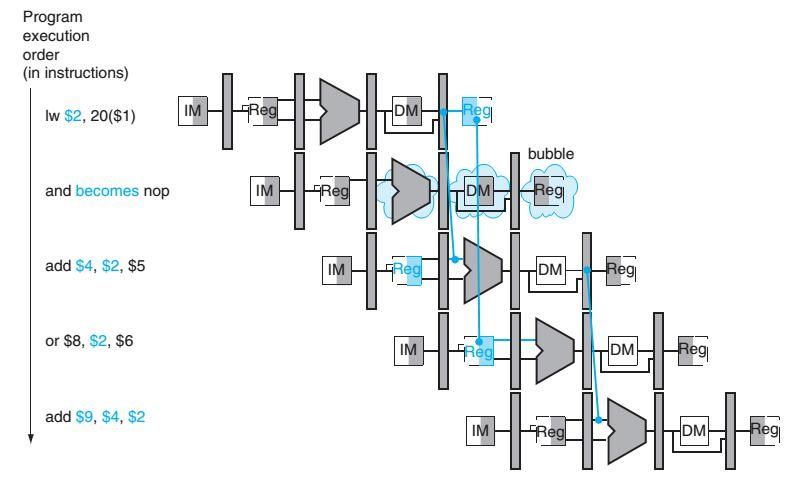 Program
execution
order
(in instructions)
lw $2, 20($1)
IM Reg DM Reg
bubble
and becomes nop
IM Reg DM Reg
add $4, $2, $5
IM Reg DM Reg
or $8, $2, $6
IM Reg DM Reg
add $9, $4, $2
IM Reg DM Reg